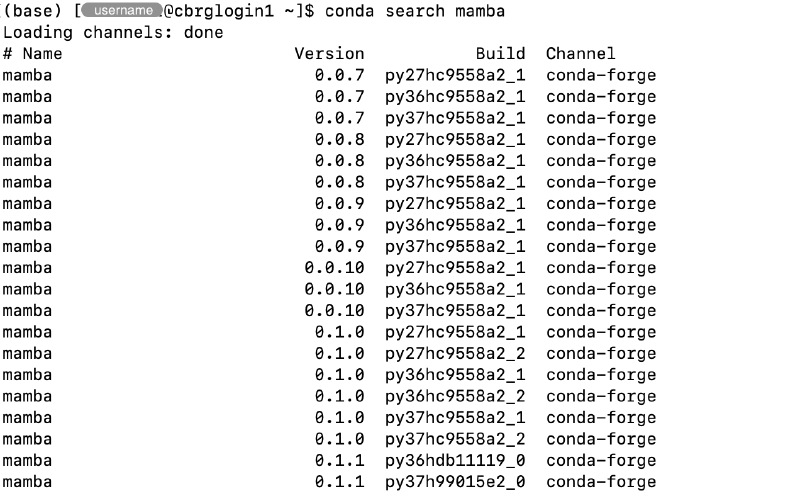 (base) [username@cbrglogin1 ~]$ conda search mamba
Loading channels: done
# Name Version Build Channel
mamba 0.0.7 py27hc9558a2_1 conda-forge
mamba 0.0.7 py36hc9558a2_1 conda-forge
mamba 0.0.7 py37hc9558a2_1 conda-forge
mamba 0.0.8 py27hc9558a2_1 conda-forge
mamba 0.0.8 py36hc9558a2_1 conda-forge
mamba 0.0.8 py37hc9558a2_1 conda-forge
mamba 0.0.9 py27hc9558a2_1 conda-forge
mamba 0.0.9 py36hc9558a2_1 conda-forge
mamba 0.0.9 py37hc9558a2_1 conda-forge
mamba 0.0.10 py27hc9558a2_1 conda-forge
mamba 0.0.10 py36hc9558a2_1 conda-forge
mamba 0.0.10 py37hc9558a2_1 conda-forge
mamba 0.1.0 py27hc9558a2_1 conda-forge
mamba 0.1.0 py27hc9558a2_2 conda-forge
mamba 0.1.0 py36hc9558a2_1 conda-forge
mamba 0.1.0 py36hc9558a2_2 conda-forge
mamba 0.1.0 py37hc9558a2_1 conda-forge
mamba 0.1.0 py37hc9558a2_2 conda-forge
mamba 0.1.1 py36hdb11119_0 conda-forge
mamba 0.1.1 py37h99015e2_0 conda-forge